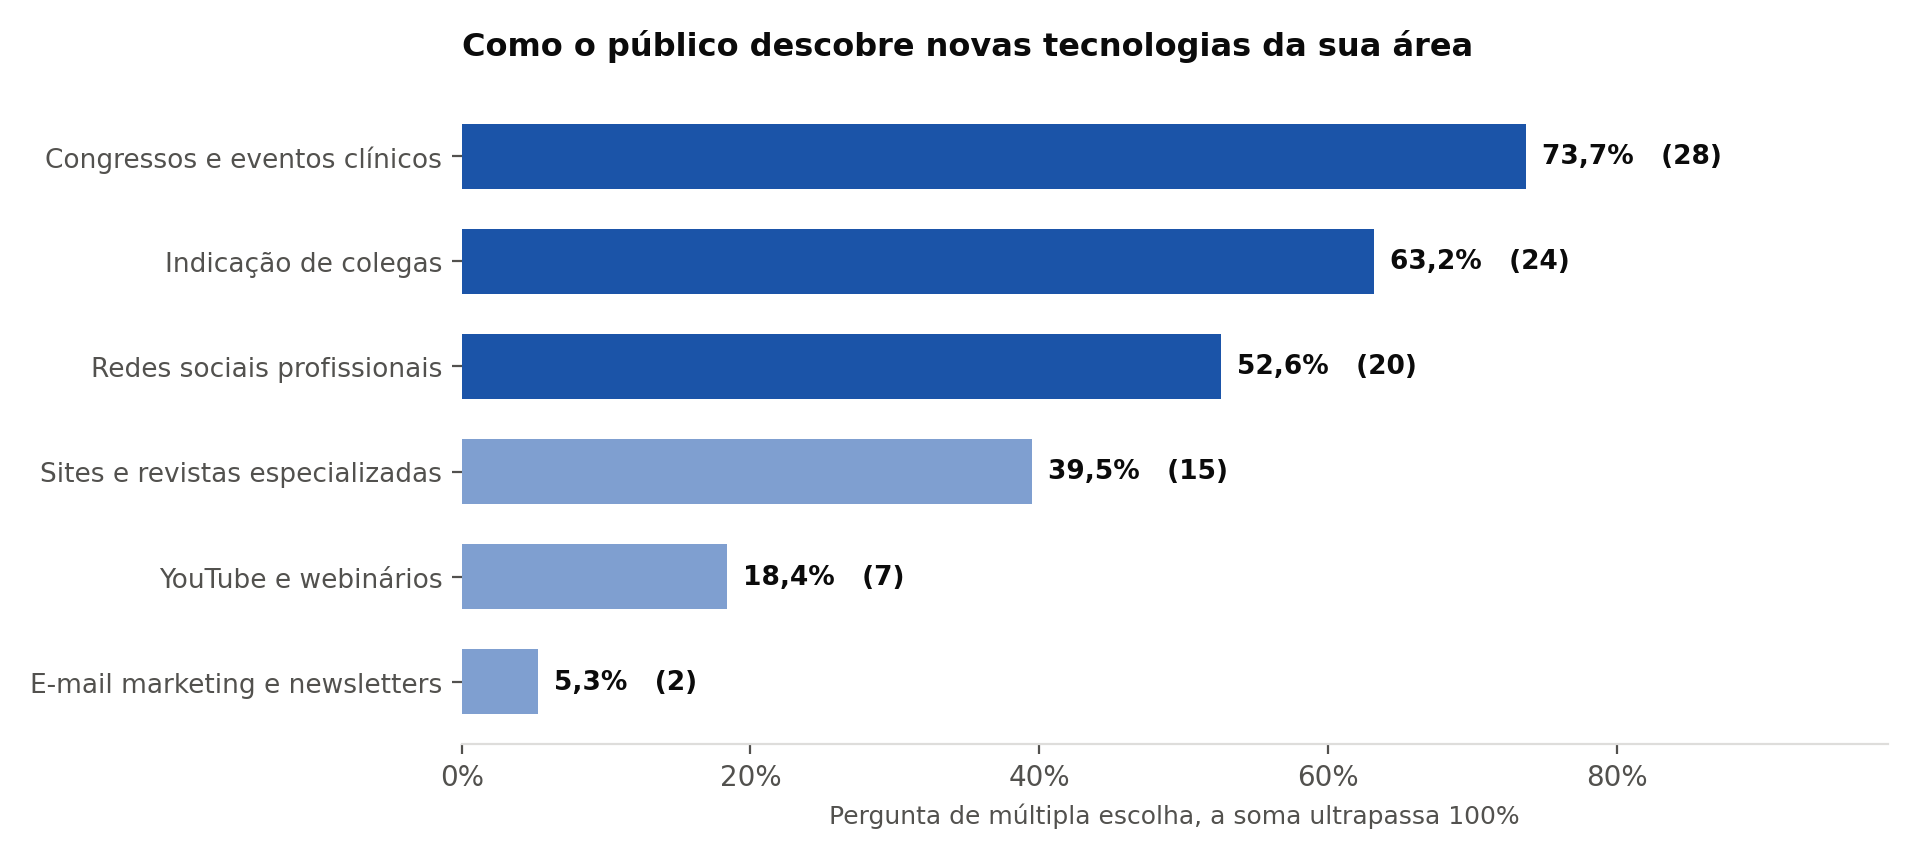 Como o público descobre novas tecnologias da sua área
Congressos e eventos clínicos 73,7% (28)
Indicação de colegas 63,2% (24)
Redes sociais profissionais 52,6% (20)
Sites e revistas especializadas 39,5% (15)
YouTube e webinários 18,4% (7)
E-mail marketing e newsletters 5,3% (2)
0% 20% 40% 60% 80%
Pergunta de múltipla escolha, a soma ultrapassa 100%